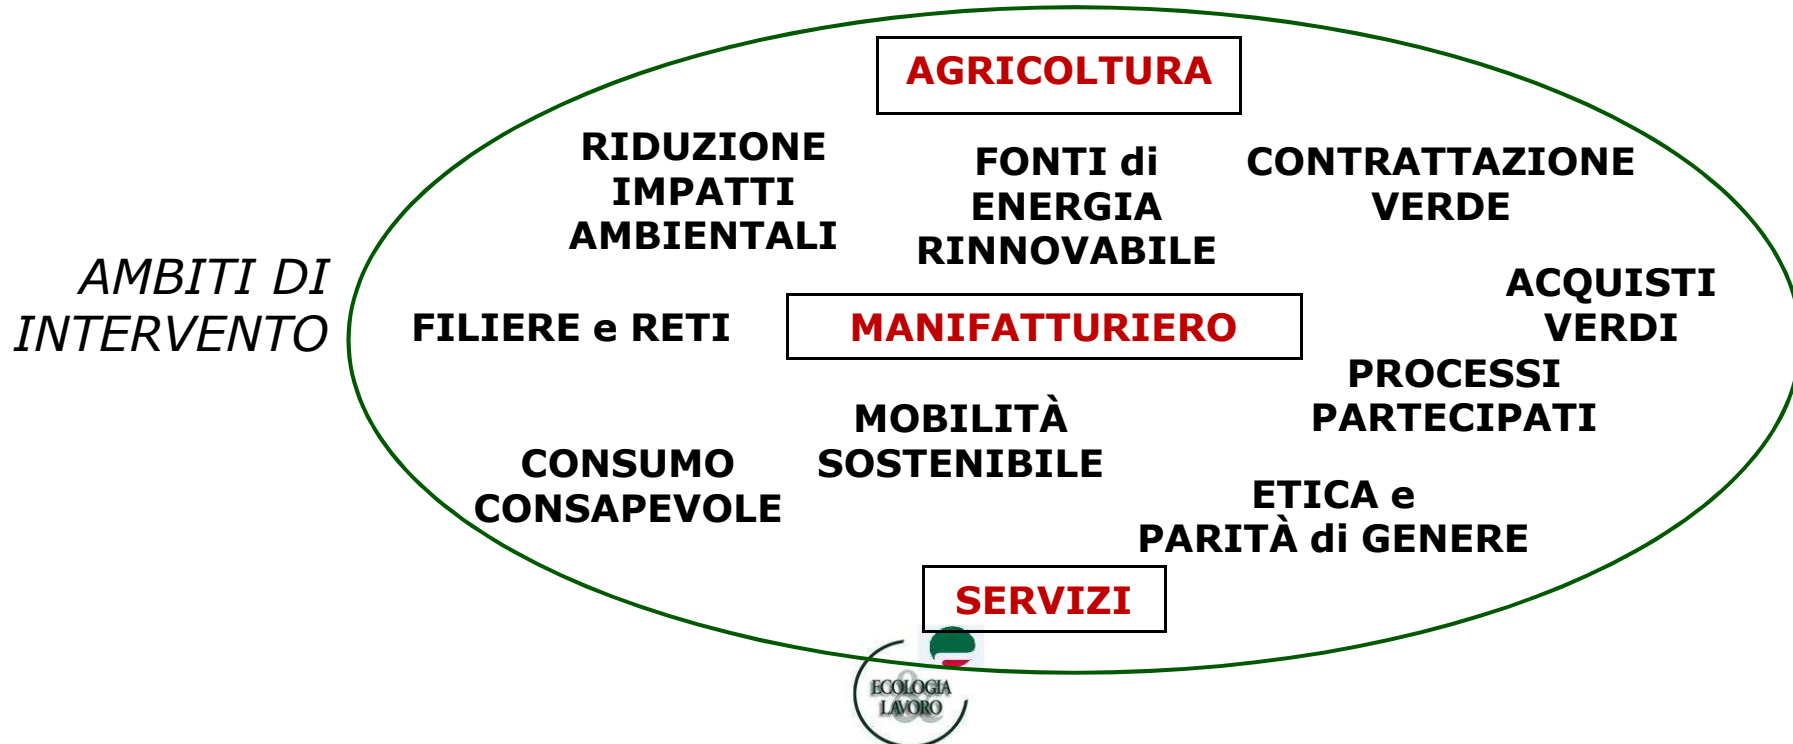 AGRICOLTURA
RIDUZIONE
IMPATTI
AMBIENTALI
FONTI di
ENERGIA
RINNOVABILE
CONTRATTAZIONE
VERDE
AMBITI DI
INTERVENTO
FILIERE e RETI
MANIFATTURIERO
ACQUISTI
VERDI
PROCESSI
PARTECIPATI
MOBILITÀ
SOSTENIBILE
CONSUMO
CONSAPEVOLE
ETICA e
PARITÀ di GENERE
SERVIZI
ECOLOGIA
&
LAVORO